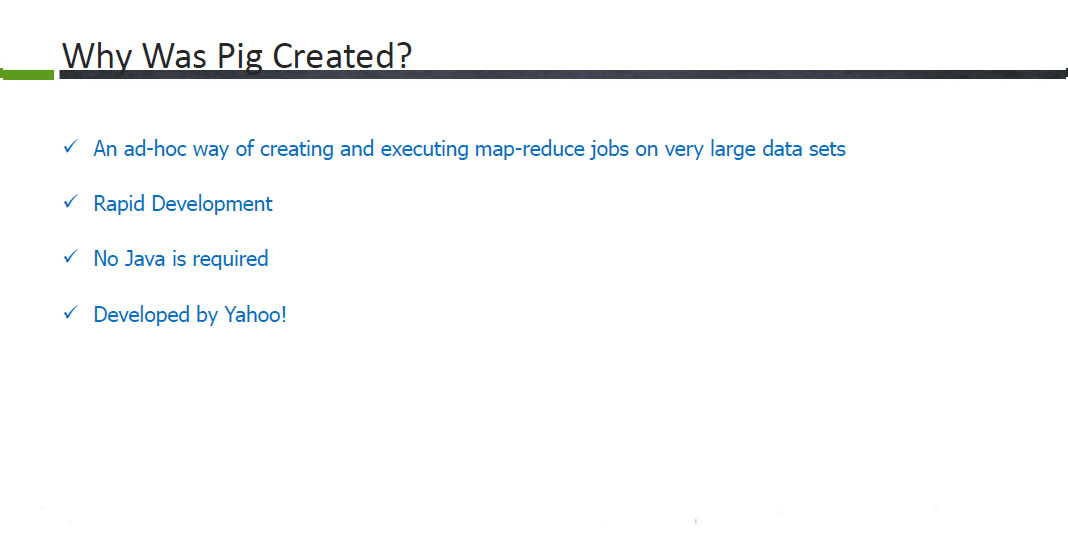 Why Was Pig Created?
✓ An ad-hoc way of creating and executing map-reduce jobs on very large data sets
✓ Rapid Development
✓ No Java is required
✓ Developed by Yahoo!